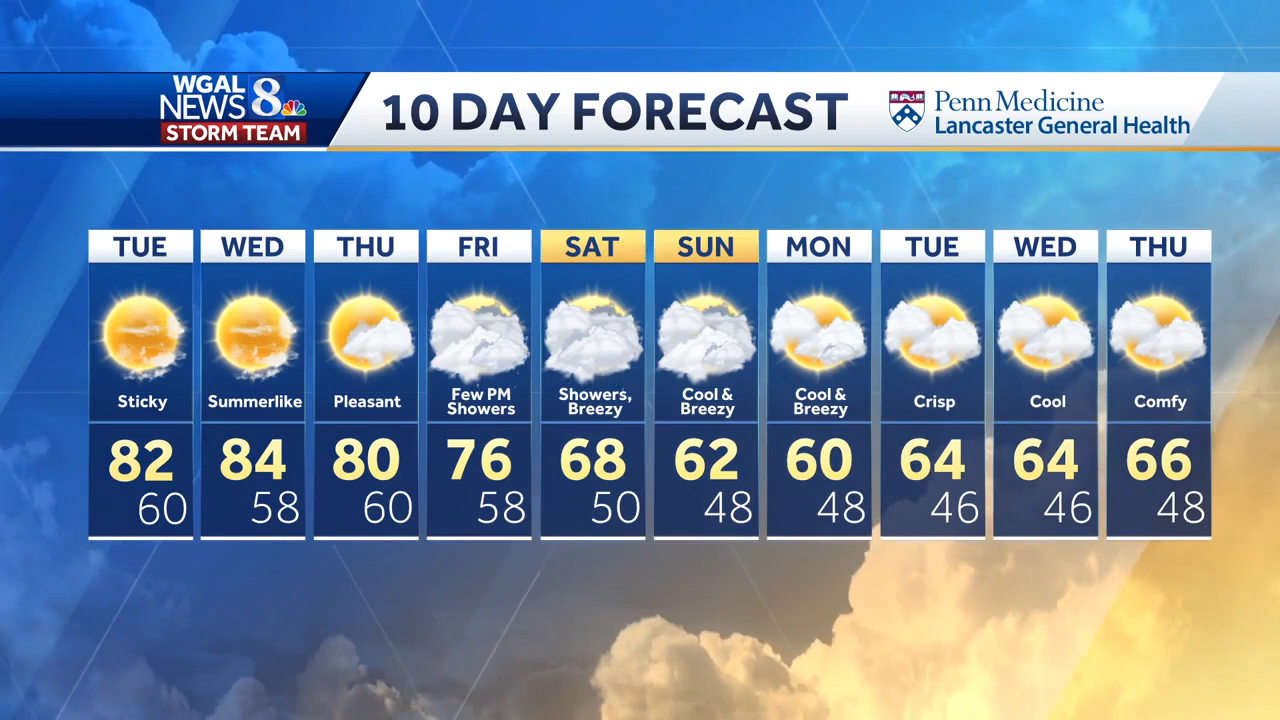 WGAL
NEWS 8
STORM TEAM
10 DAY FORECAST
Penn Medicine
Lancaster General Health
TUE
Sticky
82
60
WED
Summerlike
84
58
THU
Pleasant
80
60
FRI
Few PM
Showers
76
58
SAT
Showers,
Breezy
68
50
SUN
Cool &
Breezy
62
48
MON
Cool &
Breezy
60
48
TUE
Crisp
64
46
WED
Cool
64
46
THU
Comfy
66
48